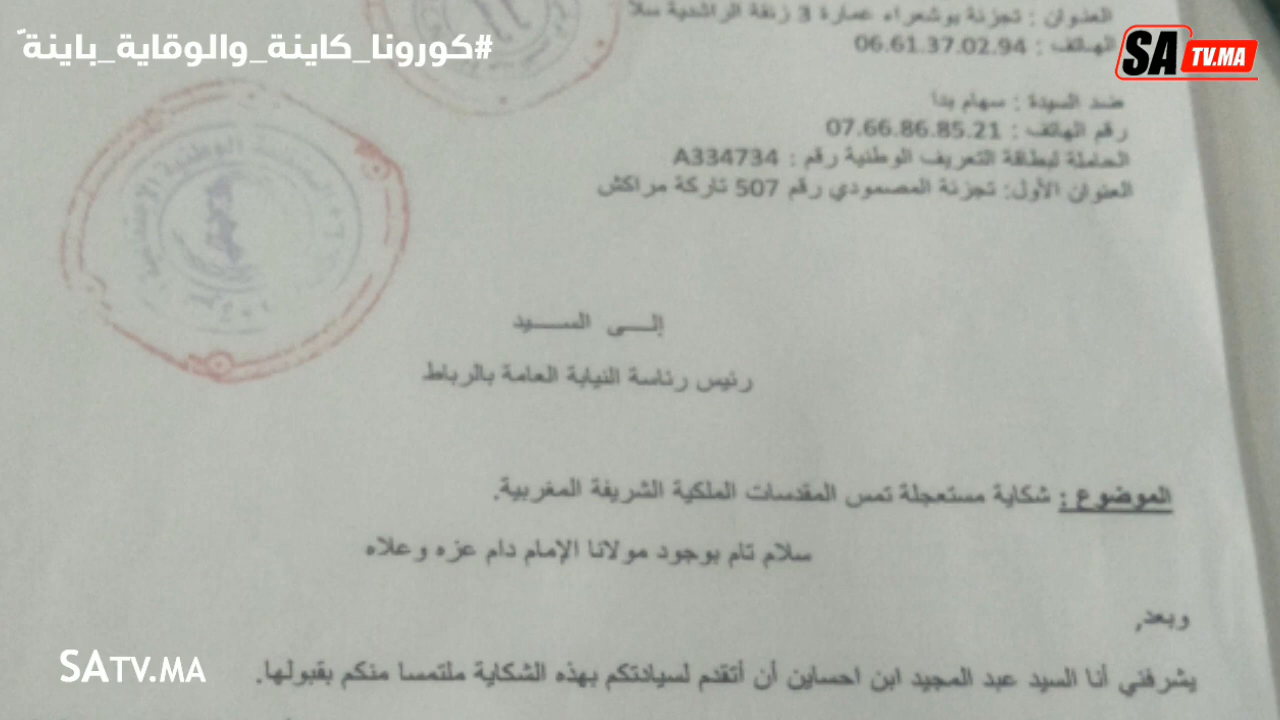 العنوان : تجزئة بوشعراء عمارة 3 زنقة الراشدية سلا
الهاتف : 06.61.37.02.94
#كورونا_كاينة_والوقاية_باينة
SA TV.MA
ضد السيدة : سهام بدا
رقم الهاتف : 07.66.86.85.21
الحاملة لبطاقة التعريف الوطنية رقم : A334734
العنوان الأول: تجزئة المصمودي رقم 507 تاركة مراكش
إلـــى الســـيد
رئيس رئاسة النيابة العامة بالرباط
الموضوع : شكاية مستعجلة تمس المقدسات الملكية الشريفة المغربية.
سلام تام بوجود مولانا الإمام دام عزه وعلاه
وبعد,
يشرفني أنا السيد عبد المجيد ابن احساين أن أتقدم لسيادتكم بهذه الشكاية ملتمسا منكم بقبولها.
SATV.MA